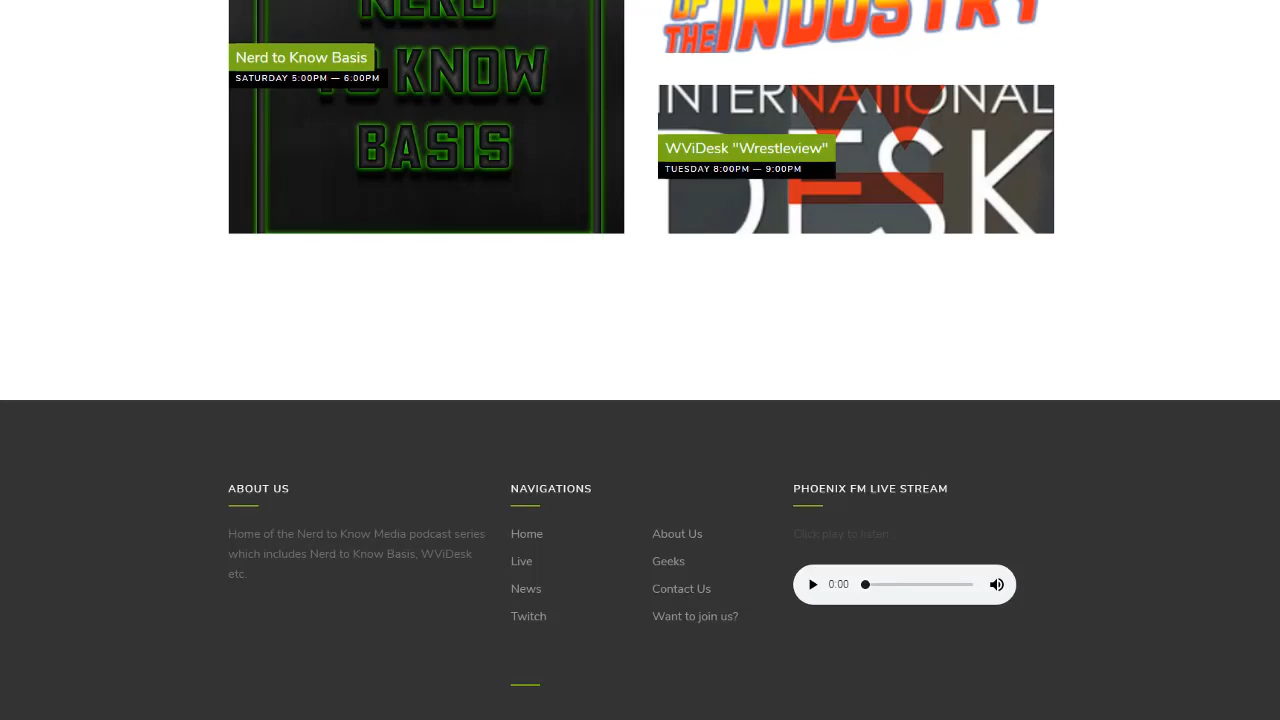 NERD
TO KNOW
BASIS
Nerd to Know Basis
SATURDAY 5:00PM — 6:00PM
OF
THE INDUSTRY
INTERNATIONAL
DESK
WViDesk "Wrestleview"
TUESDAY 8:00PM — 9:00PM
ABOUT US
Home of the Nerd to Know Media podcast series
which includes Nerd to Know Basis, WViDesk
etc.
NAVIGATIONS
Home
Live
News
Twitch
About Us
Geeks
Contact Us
Want to join us?
PHOENIX FM LIVE STREAM
Click play to listen
0:00